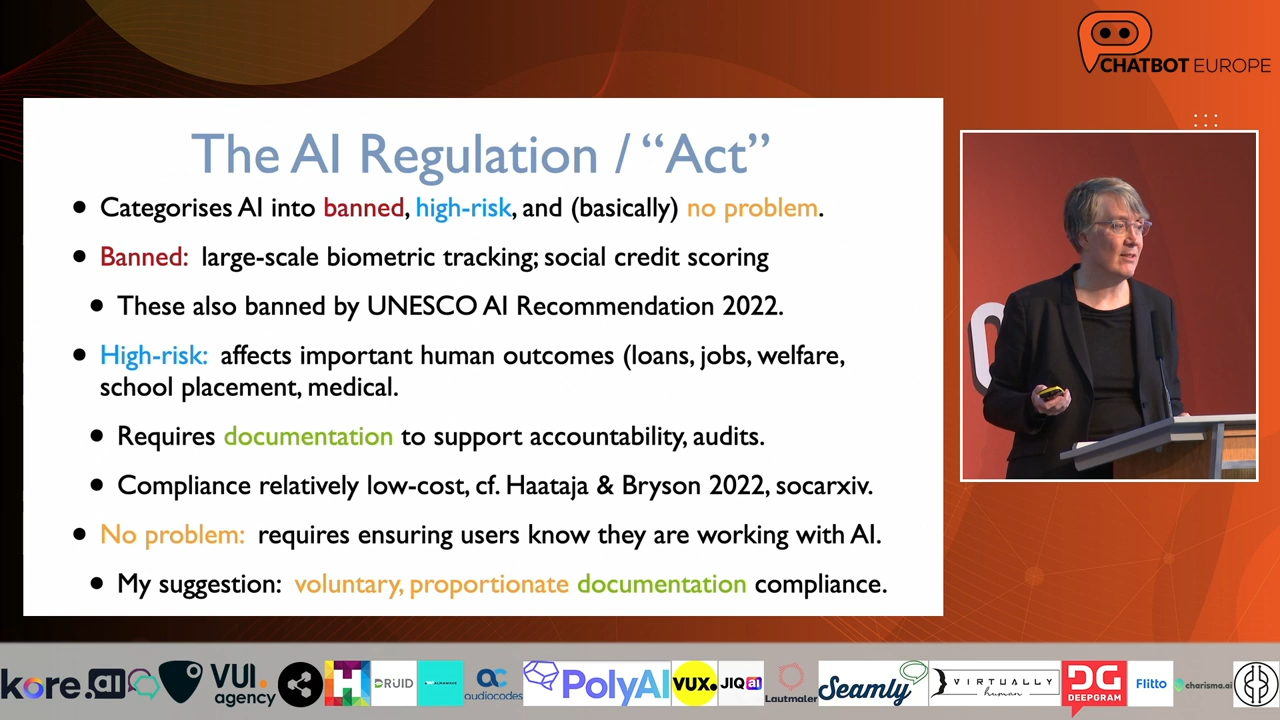 CHATBOT EUROPE
The AI Regulation / “Act”
• Categorises AI into banned, high-risk, and (basically) no problem.
• Banned: large-scale biometric tracking; social credit scoring
• These also banned by UNESCO AI Recommendation 2022.
• High-risk: affects important human outcomes (loans, jobs, welfare,
school placement, medical.
• Requires documentation to support accountability, audits.
• Compliance relatively low-cost, cf. Haataja & Bryson 2022, socarxiv.
• No problem: requires ensuring users know they are working with AI.
• My suggestion: voluntary, proportionate documentation compliance.
kore.ai
VUI.
agency
H
DRUID
ac
audiocodes
PolyAI
VUX.
JIQ ai
Lautmaler
Seamly
VIRTUALLY
human
DG
DEEPGRAM
Flitto
charisma.ai